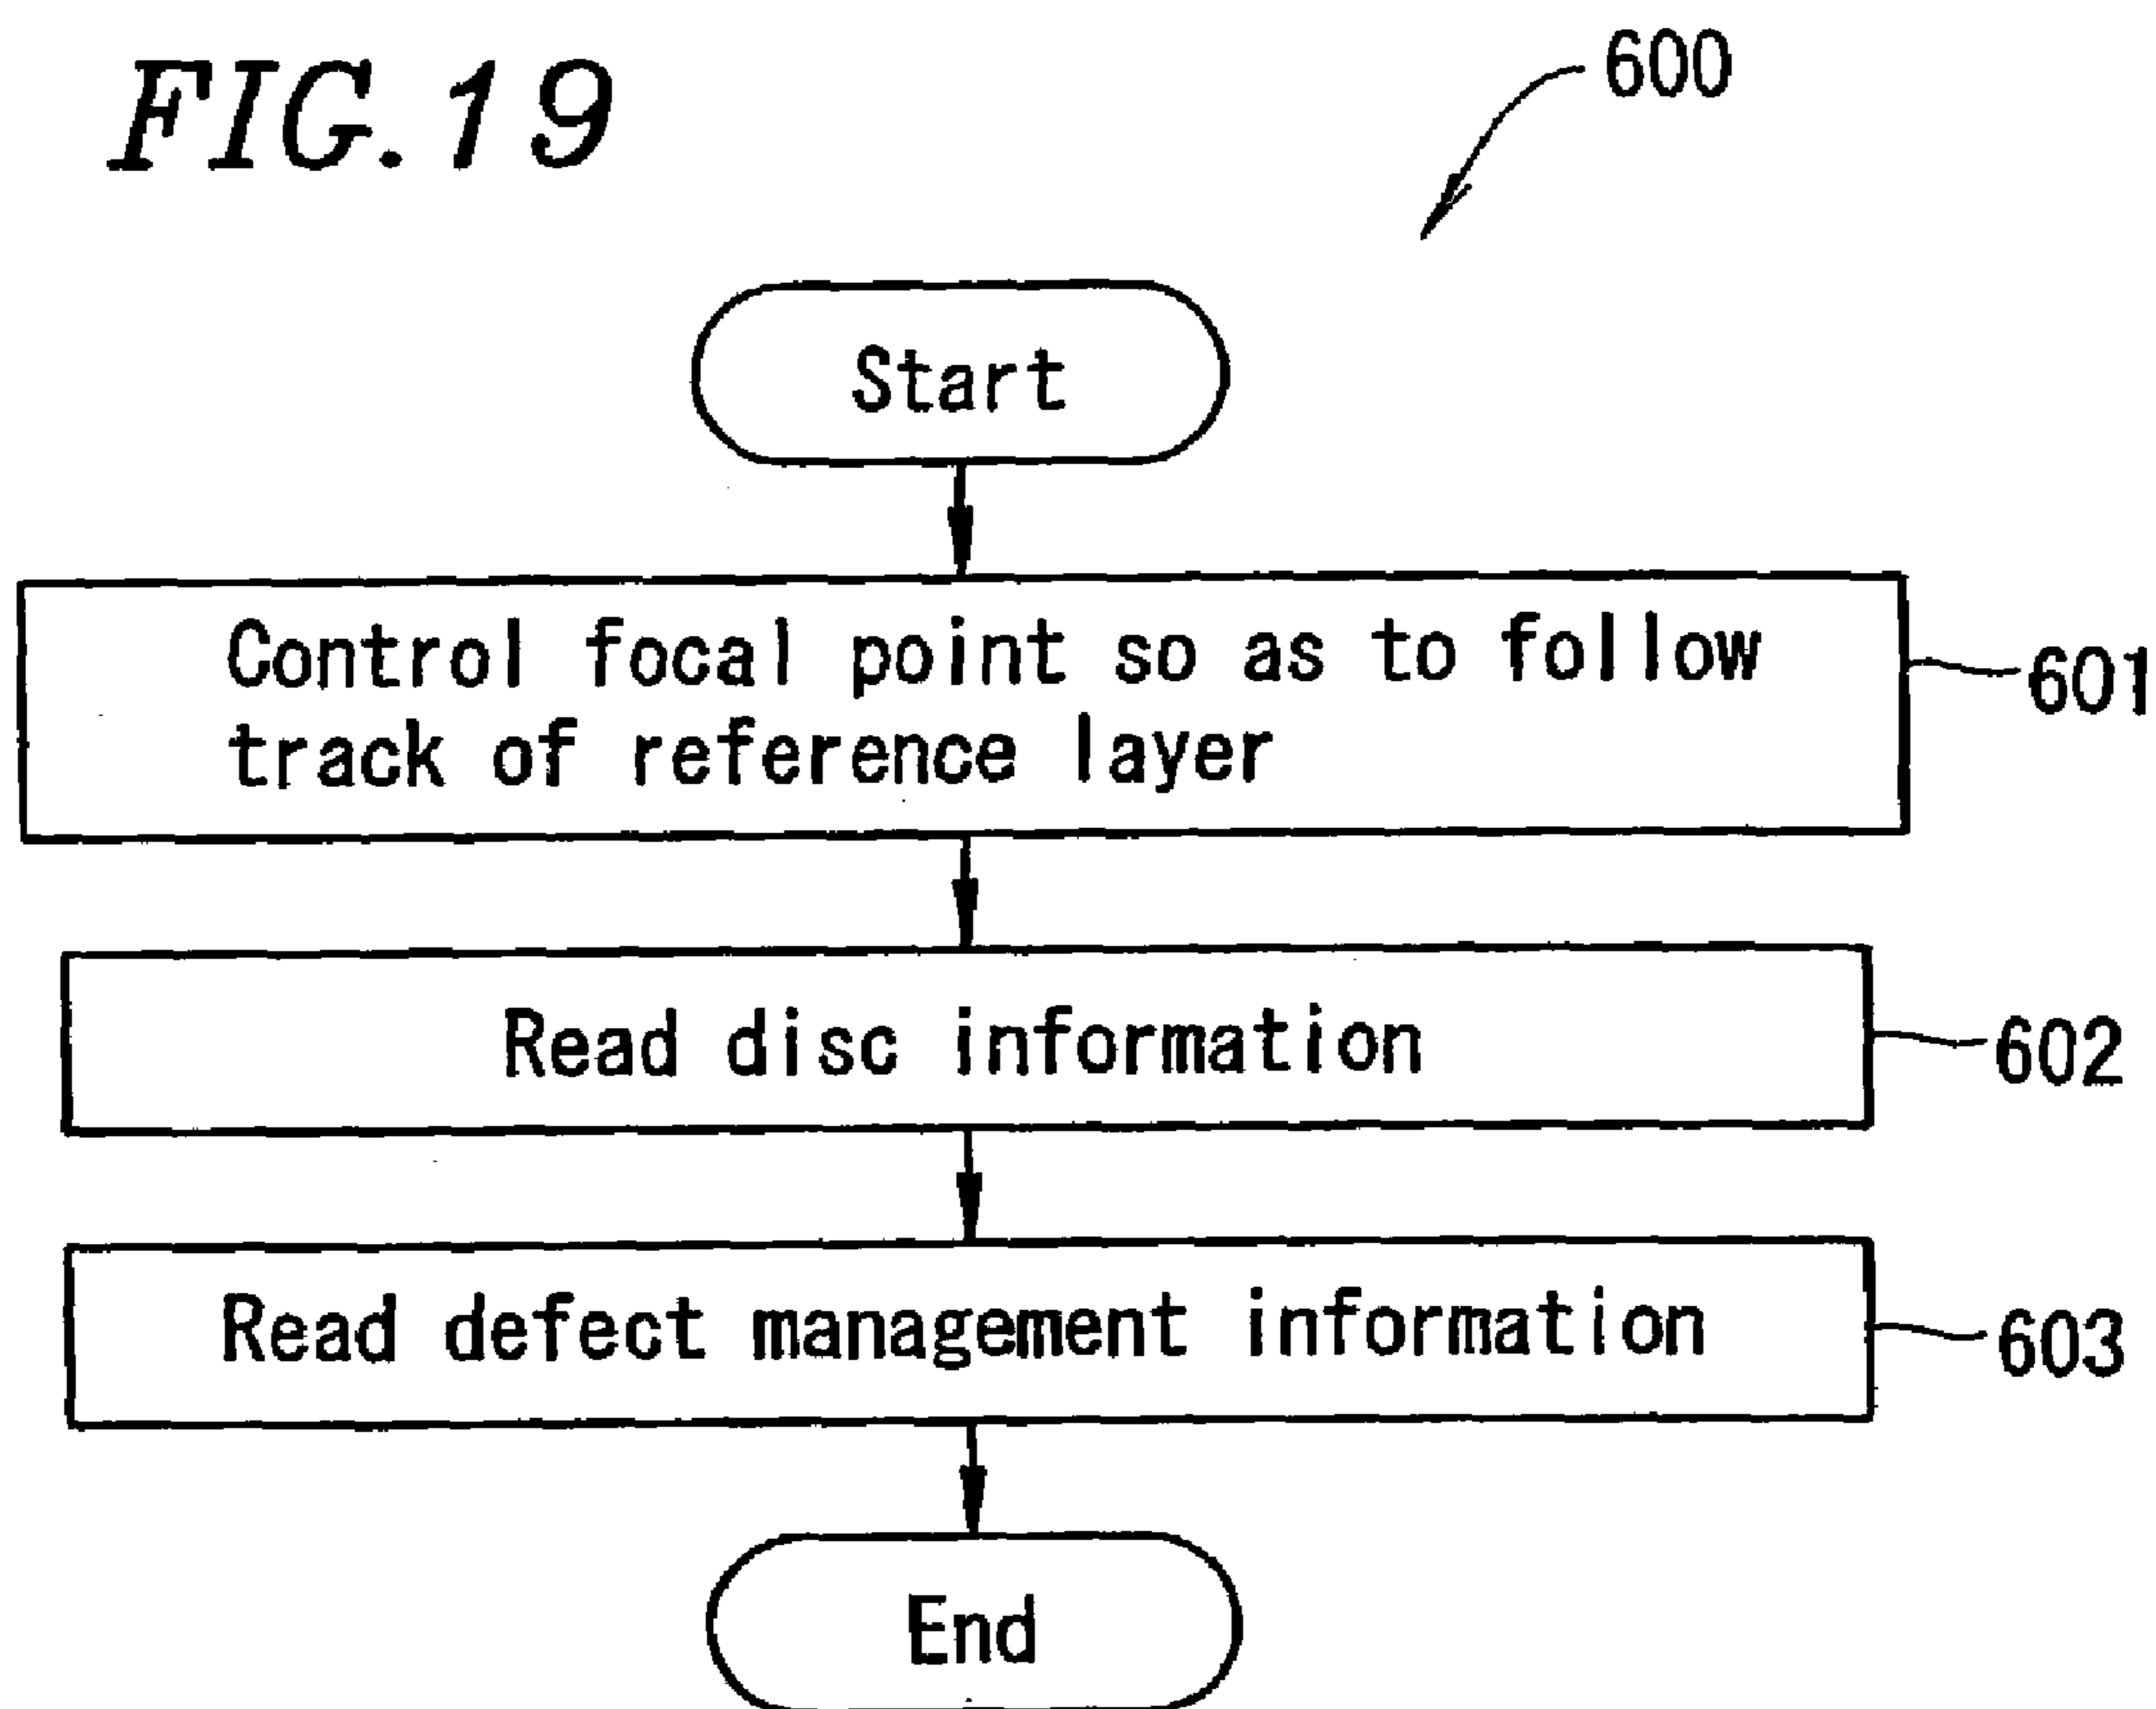 FIG.19
600
Start
Control focal point so as to follow
track of reference layer
601
Read disc information
602
Read defect management information
603
End